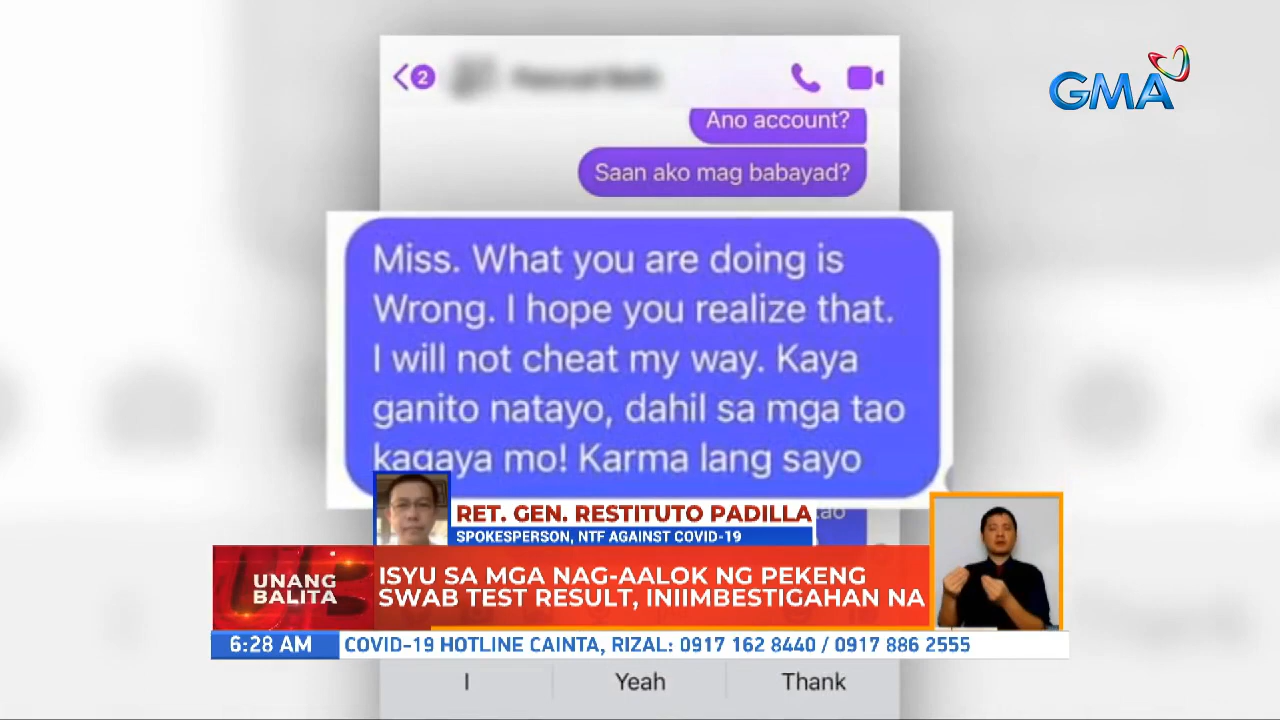 2
GMA
Ano account?
Saan ako mag babayad?
Miss. What you are doing is
Wrong. I hope you realize that.
I will not cheat my way. Kaya
ganito natayo, dahil sa mga tao
kagaya mo! Karma lang sayo
RET. GEN. RESTITUTO PADILLA
SPOKESPERSON, NTF AGAINST COVID-19
UNANG
BALITA
ISYU SA MGA NAG-AALOK NG PEKENG
SWAB TEST RESULT, INIIMBESTIGAHAN NA
6:28 AM
COVID-19 HOTLINE CAINTA, RIZAL: 0917 162 8440 / 0917 886 2555
I
Yeah
Thank